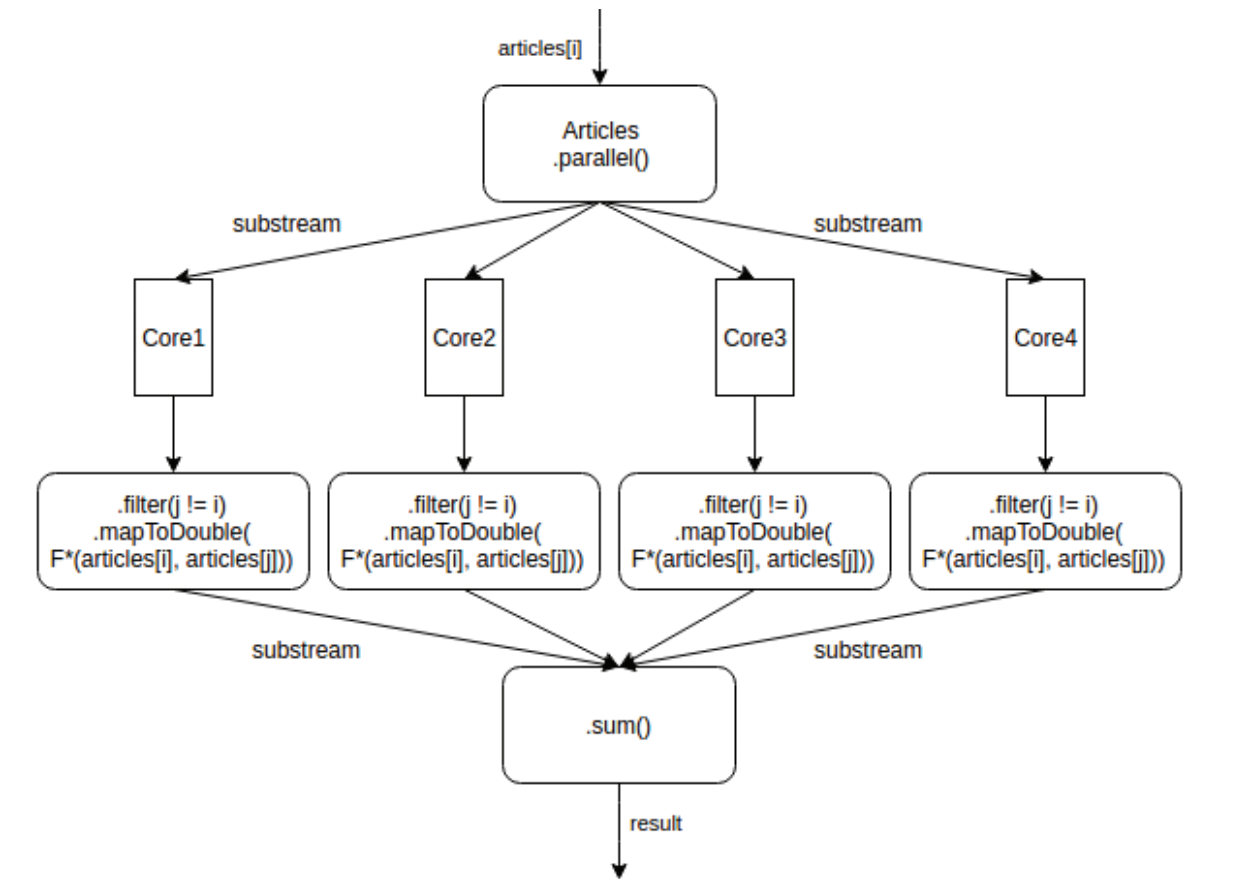 articles[i]
Articles
.parallel()
substream
substream
Core1
Core2
Core3
Core4
.filter(j != i)
.mapToDouble(
F*(articles[i], articles[j]))
.filter(j != i)
.mapToDouble(
F*(articles[i], articles[j]))
.filter(j != i)
.mapToDouble(
F*(articles[i], articles[j]))
.filter(j != i)
.mapToDouble(
F*(articles[i], articles[j]))
substream
substream
.sum()
result